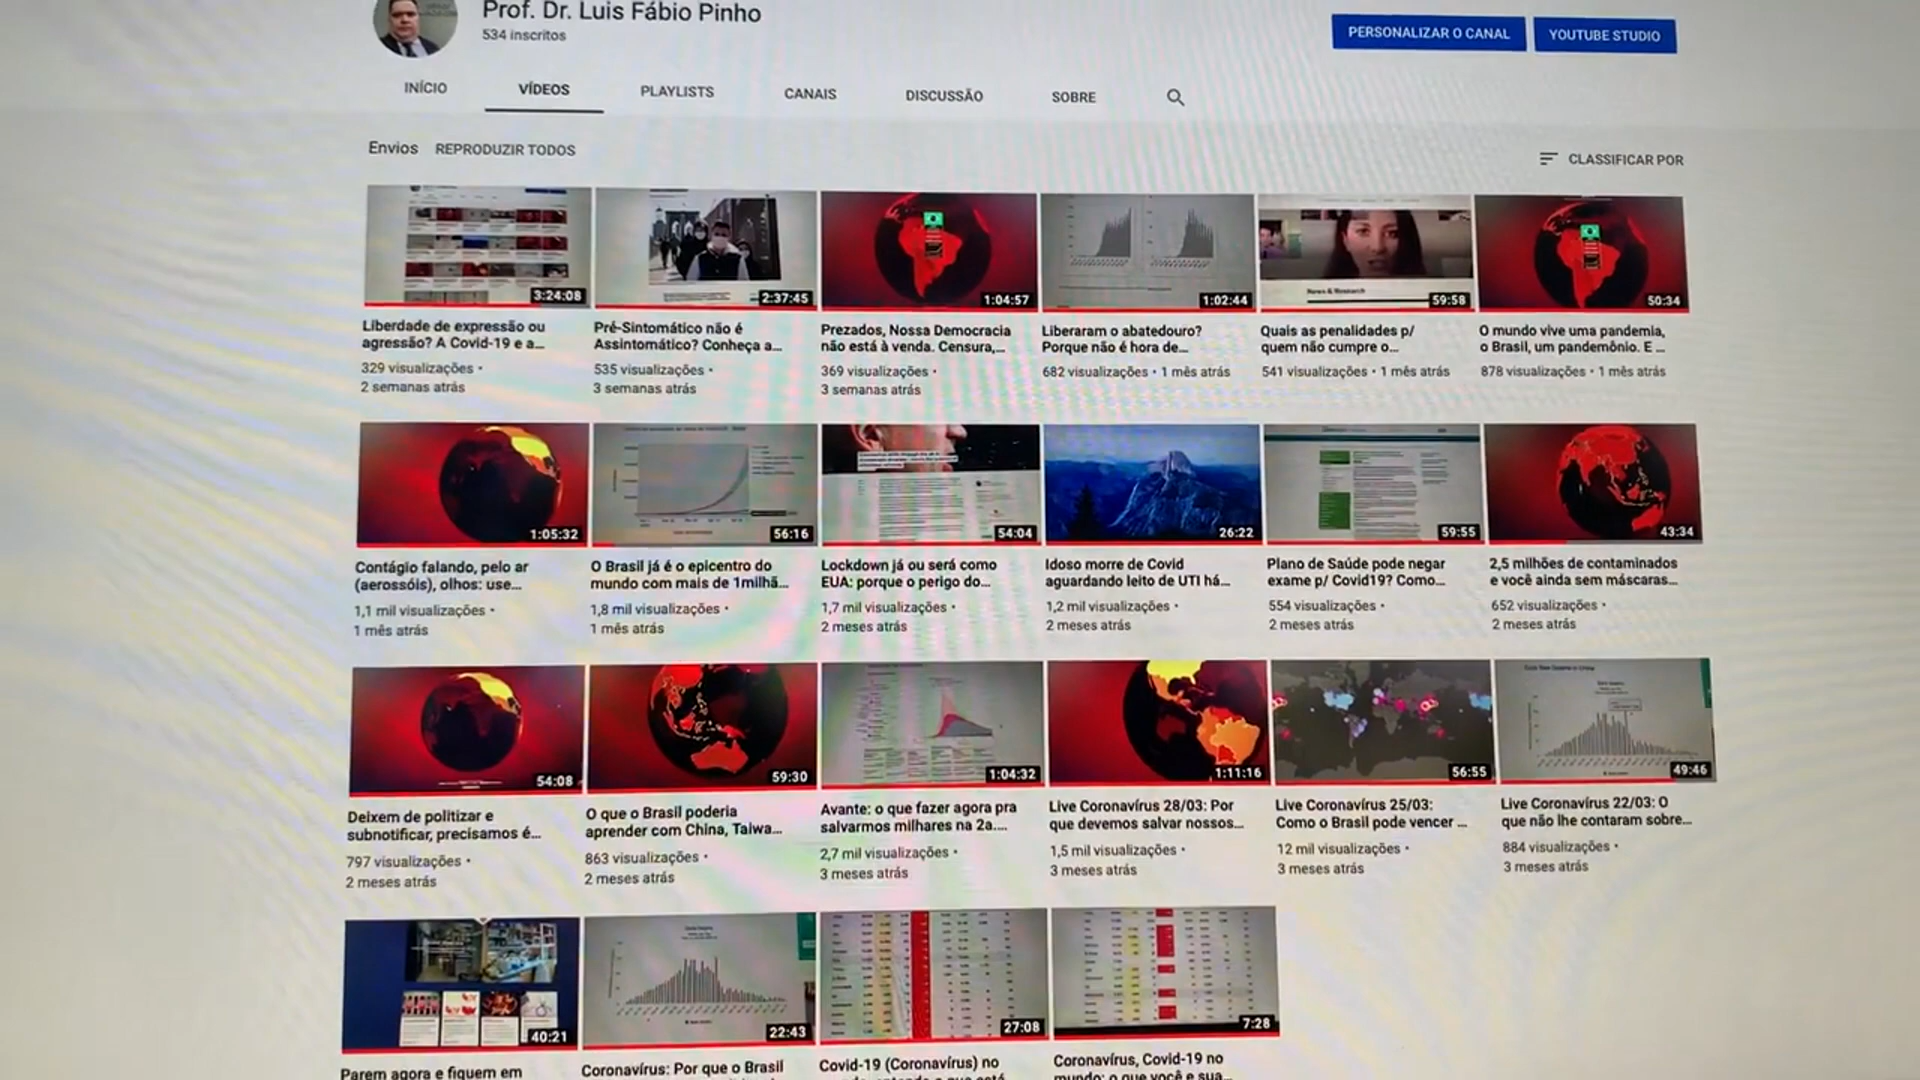 Prof. Dr. Luis Fábio Pinho
534 inscritos
PERSONALIZAR O CANAL
YOUTUBE STUDIO
INÍCIO
VÍDEOS
PLAYLISTS
CANAIS
DISCUSSÃO
SOBRE
Envios
REPRODUZIR TODOS
CLASSIFICAR POR
3:24:08
2:37:45
1:04:57
1:02:44
News & Research
59:58
50:34
Liberdade de expressão ou
agressão? A Covid-19 e a...
329 visualizações •
2 semanas atrás
Pré-Sintomático não é
Assintomático? Conheça a...
535 visualizações •
3 semanas atrás
Prezados, Nossa Democracia
não está à venda. Censura,...
369 visualizações •
3 semanas atrás
Liberaram o abatedouro?
Porque não é hora de...
682 visualizações • 1 mês atrás
Quais as penalidades p/
quem não cumpre o...
541 visualizações • 1 mês atrás
O mundo vive uma pandemia,
o Brasil, um pandemônio. E ...
878 visualizações • 1 mês atrás
1:05:32
56:16
54:04
26:22
59:55
43:34
Contágio falando, pelo ar
(aerossóis), olhos: use...
1,1 mil visualizações •
1 mês atrás
O Brasil já é o epicentro do
mundo com mais de 1milhã...
1,8 mil visualizações •
1 mês atrás
Lockdown já ou será como
EUA: porque o perigo do...
1,7 mil visualizações •
2 meses atrás
Idoso morre de Covid
aguardando leito de UTI há...
1,2 mil visualizações •
2 meses atrás
Plano de Saúde pode negar
exame p/ Covid19? Como...
554 visualizações •
2 meses atrás
2,5 milhões de contaminados
e você ainda sem máscaras...
652 visualizações •
2 meses atrás
54:08
59:30
1:04:32
1:11:16
56:55
49:46
Deixem de politizar e
subnotificar, precisamos é...
797 visualizações •
2 meses atrás
O que o Brasil poderia
aprender com China, Taiwa...
863 visualizações •
2 meses atrás
Avante: o que fazer agora pra
salvarmos milhares na 2a....
2,7 mil visualizações •
3 meses atrás
Live Coronavírus 28/03: Por
que devemos salvar nossos...
1,5 mil visualizações •
3 meses atrás
Live Coronavírus 25/03:
Como o Brasil pode vencer ...
12 mil visualizações •
3 meses atrás
Live Coronavírus 22/03: O
que não lhe contaram sobre...
884 visualizações •
3 meses atrás
40:21
22:43
27:08
7:28
Parem agora e fiquem em
Coronavírus: Por que o Brasil
Covid-19 (Coronavírus) no
Coronavírus, Covid-19 no
mundo: o que você e sua...